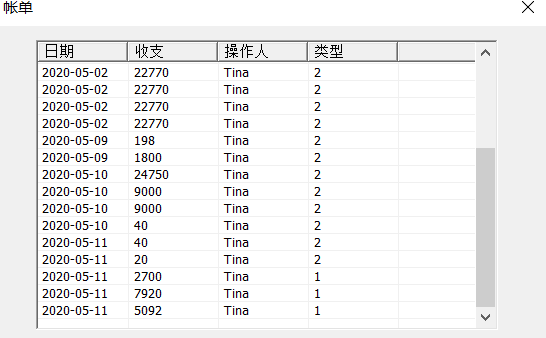 帐单
日期 收支 操作人 类型
2020-05-02 22770 Tina 2
2020-05-02 22770 Tina 2
2020-05-02 22770 Tina 2
2020-05-02 22770 Tina 2
2020-05-09 198 Tina 2
2020-05-09 1800 Tina 2
2020-05-10 24750 Tina 2
2020-05-10 9000 Tina 2
2020-05-10 9000 Tina 2
2020-05-10 40 Tina 2
2020-05-11 40 Tina 2
2020-05-11 20 Tina 2
2020-05-11 2700 Tina 1
2020-05-11 7920 Tina 1
2020-05-11 5092 Tina 1